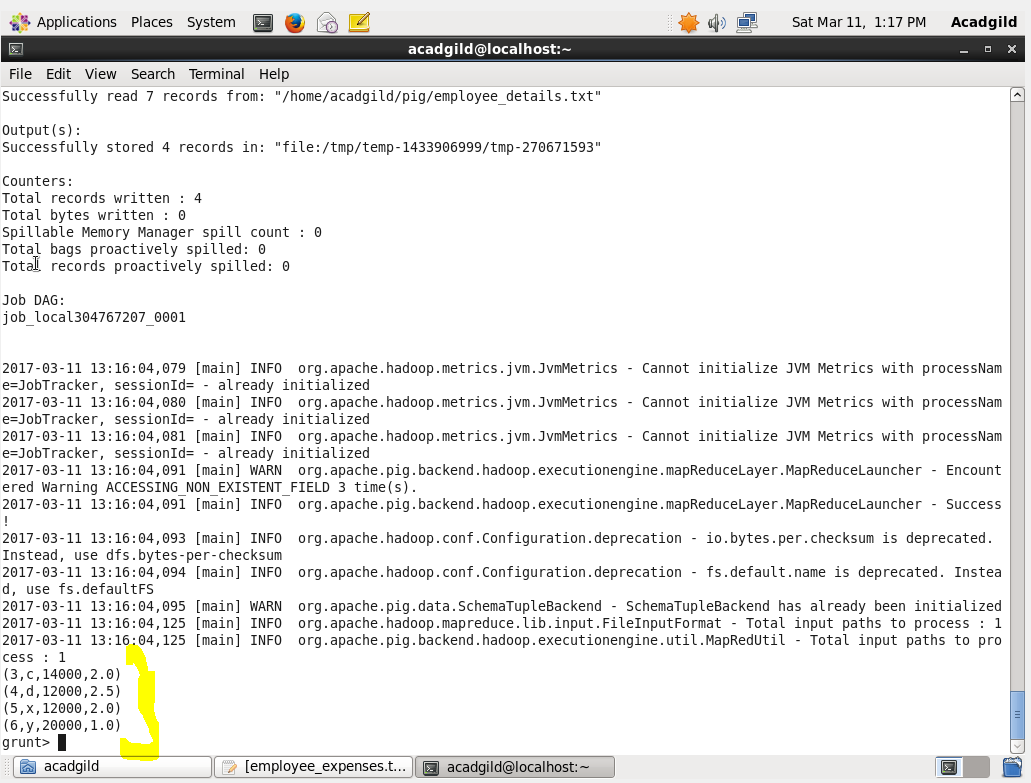 Applications Places System Sat Mar 11, 1:17 PM Acadgild
acadgild@localhost:~
File Edit View Search Terminal Help
Successfully read 7 records from: "/home/acadgild/pig/employee_details.txt"
Output(s):
Successfully stored 4 records in: "file:/tmp/temp-1433906999/tmp-270671593"
Counters:
Total records written : 4
Total bytes written : 0
Spillable Memory Manager spill count : 0
Total bags proactively spilled: 0
Total records proactively spilled: 0
Job DAG:
job_local304767207_0001
2017-03-11 13:16:04,079 [main] INFO  org.apache.hadoop.metrics.jvm.JvmMetrics - Cannot initialize JVM Metrics with processNam
e=JobTracker, sessionId= - already initialized
2017-03-11 13:16:04,080 [main] INFO  org.apache.hadoop.metrics.jvm.JvmMetrics - Cannot initialize JVM Metrics with processNam
e=JobTracker, sessionId= - already initialized
2017-03-11 13:16:04,081 [main] INFO  org.apache.hadoop.metrics.jvm.JvmMetrics - Cannot initialize JVM Metrics with processNam
e=JobTracker, sessionId= - already initialized
2017-03-11 13:16:04,091 [main] WARN  org.apache.pig.backend.hadoop.executionengine.mapReduceLayer.MapReduceLauncher - Encount
ered Warning ACCESSING_NON_EXISTENT_FIELD 3 time(s).
2017-03-11 13:16:04,091 [main] INFO  org.apache.pig.backend.hadoop.executionengine.mapReduceLayer.MapReduceLauncher - Success
!
2017-03-11 13:16:04,093 [main] INFO  org.apache.hadoop.conf.Configuration.deprecation - io.bytes.per.checksum is deprecated.
Instead, use dfs.bytes-per-checksum
2017-03-11 13:16:04,094 [main] INFO  org.apache.hadoop.conf.Configuration.deprecation - fs.default.name is deprecated. Instea
d, use fs.defaultFS
2017-03-11 13:16:04,095 [main] WARN  org.apache.pig.data.SchemaTupleBackend - SchemaTupleBackend has already been initialized
2017-03-11 13:16:04,125 [main] INFO  org.apache.hadoop.mapreduce.lib.input.FileInputFormat - Total input paths to process : 1
2017-03-11 13:16:04,125 [main] INFO  org.apache.pig.backend.hadoop.executionengine.util.MapRedUtil - Total input paths to pro
cess : 1
(3,c,14000,2.0)
(4,d,12000,2.5)
(5,x,12000,2.0)
(6,y,20000,1.0)
grunt>
acadgild [employee_expenses.t... acadgild@localhost:~